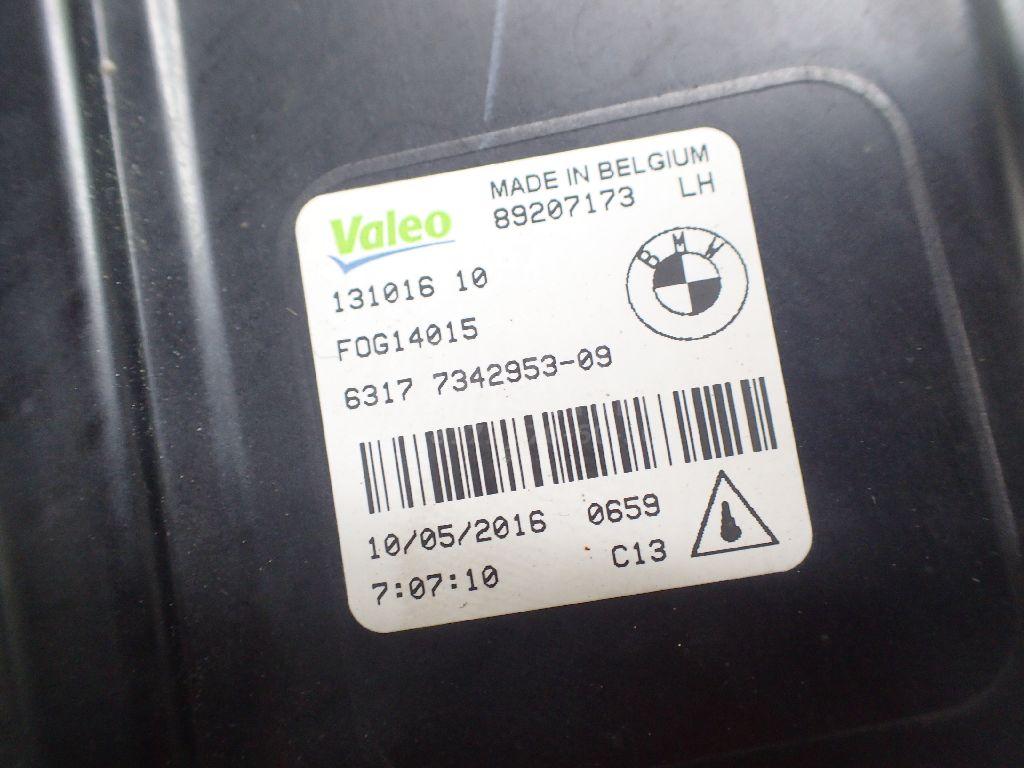 Valeo
MADE IN BELGIUM
89207173 LH
BMW
131016 10
FOG14015
6317 7342953-09
10/05/2016 0659
7:07:10 C13